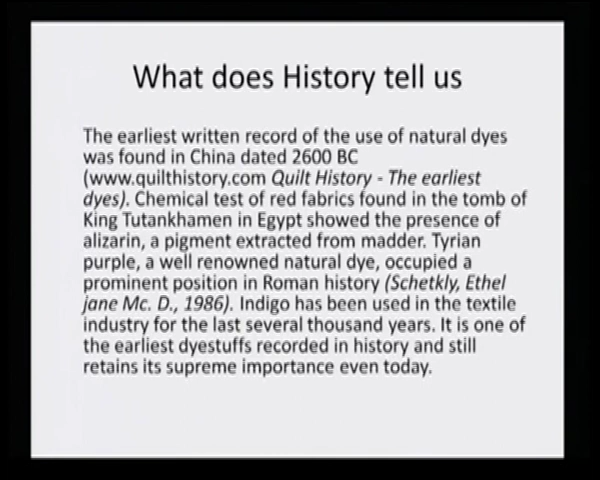 What does History tell us
The earliest written record of the use of natural dyes
was found in China dated 2600 BC
(www.quilthistory.com Quilt History - The earliest
dyes). Chemical test of red fabrics found in the tomb of
King Tutankhamen in Egypt showed the presence of
alizarin, a pigment extracted from madder. Tyrian
purple, a well renowned natural dye, occupied a
prominent position in Roman history (Schetkly, Ethel
jane Mc. D., 1986). Indigo has been used in the textile
industry for the last several thousand years. It is one of
the earliest dyestuffs recorded in history and still
retains its supreme importance even today.